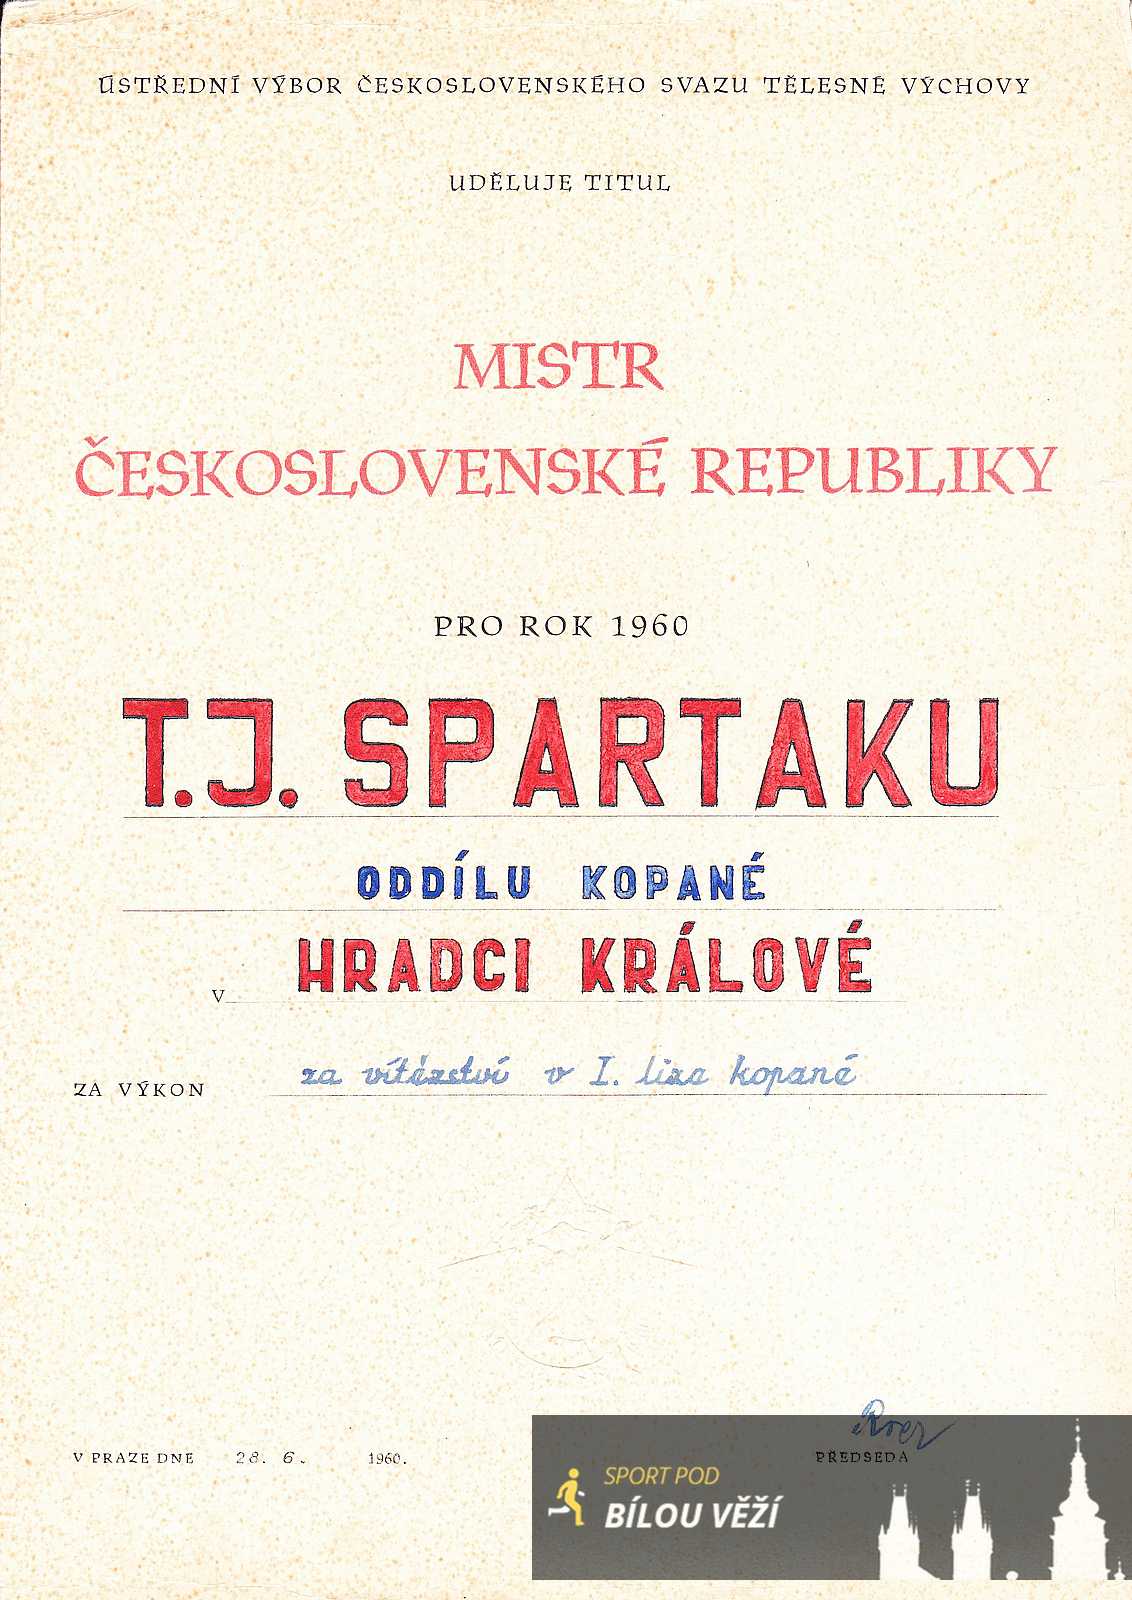 ÚSTŘEDNÍ VÝBOR ČESKOSLOVENSKÉHO SVAZU TĚLESNÉ VÝCHOVY
UDĚLUJE TITUL
MISTR
ČESKOSLOVENSKÉ REPUBLIKY
PRO ROK 1960
T.J. SPARTAKU
ODDÍLU KOPANÉ
V HRADCI KRÁLOVÉ
ZA VÝKON za vítězství v I. lize kopané
V PRAZE DNE 28. 6. 1960.
PŘEDSEDA
SPORT POD
BÍLOU VĚŽÍ